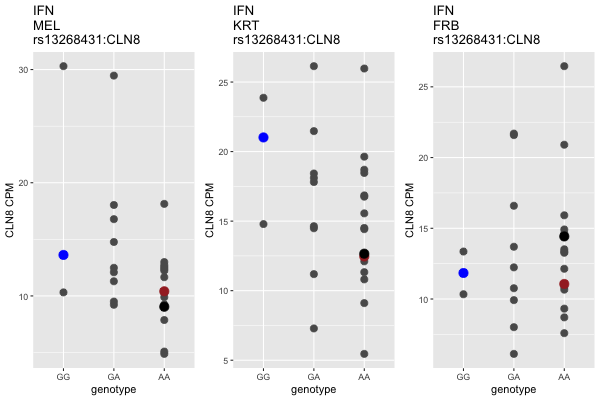 IFN
MEL
rs13268431:CLN8
30
20
10
CLN8 CPM
GG GA AA
genotype
IFN
KRT
rs13268431:CLN8
25
20
15
10
5
CLN8 CPM
GG GA AA
genotype
IFN
FRB
rs13268431:CLN8
25
20
15
10
CLN8 CPM
GG GA AA
genotype